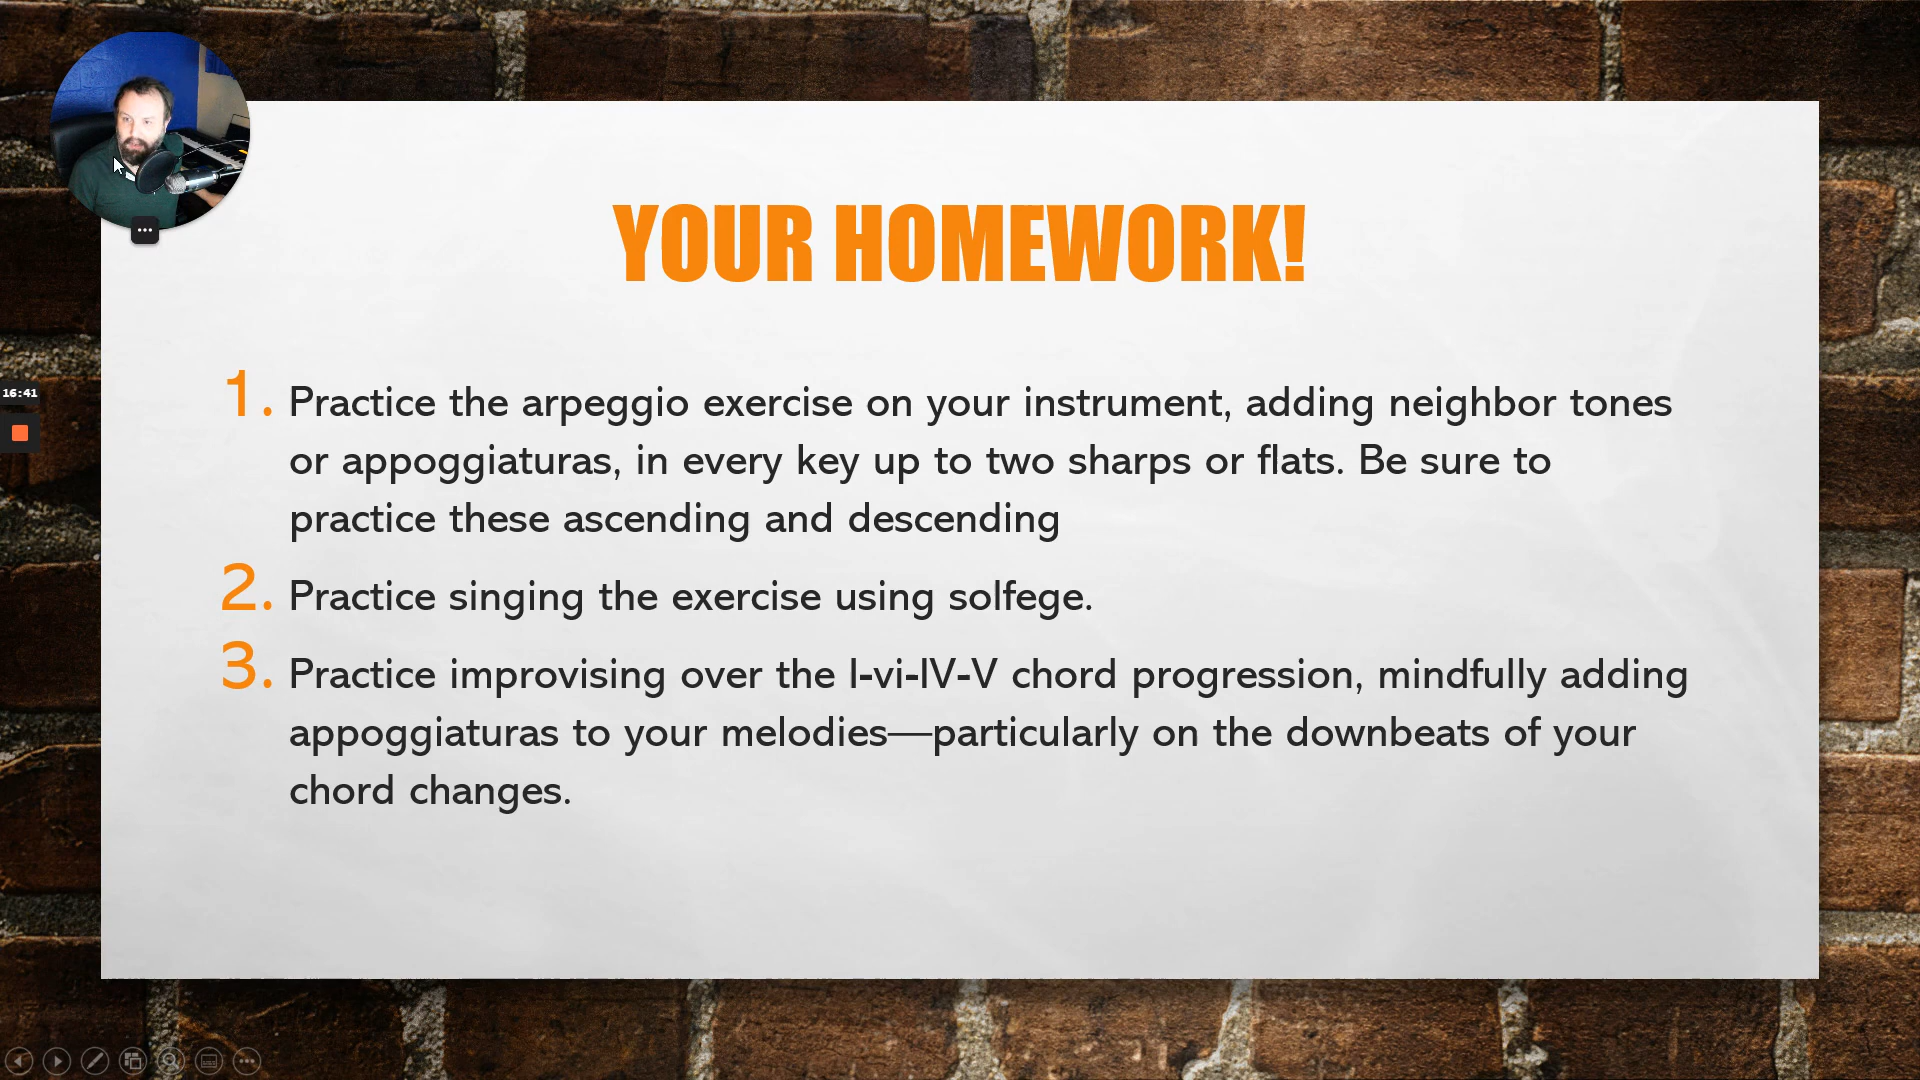 YOUR HOMEWORK!
16:41
1. Practice the arpeggio exercise on your instrument, adding neighbor tones
or appoggiaturas, in every key up to two sharps or flats. Be sure to
practice these ascending and descending
2. Practice singing the exercise using solfege.
3. Practice improvising over the I-vi-IV-V chord progression, mindfully adding
appoggiaturas to your melodies—particularly on the downbeats of your
chord changes.